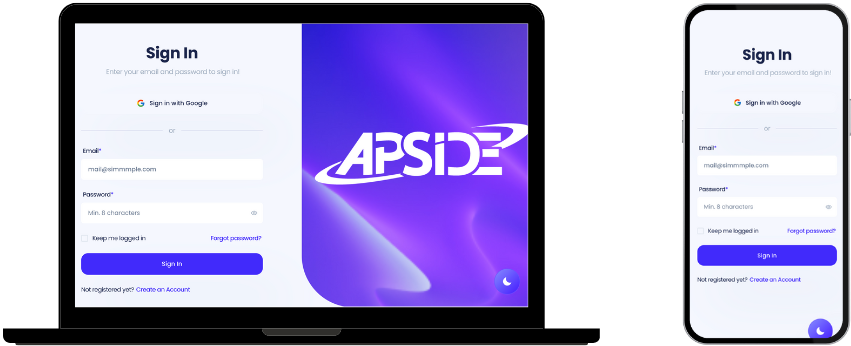 Sign In
Enter your email and password to sign in!
Sign in with Google
or
Email*
mail@simmmple.com
Password*
Min. 8 characters
Keep me logged in Forgot password?
Sign In
Not registered yet? Create an Account
APSIDE
Sign In
Enter your email and password to sign in!
Sign in with Google
or
Email*
mail@simmmple.com
Password*
Min. 8 characters
Keep me logged in Forgot password?
Sign In
Not registered yet? Create an Account